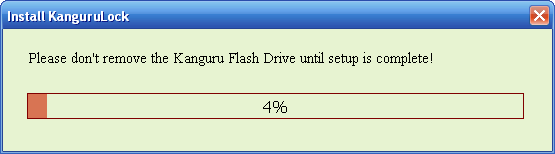 Install KanguruLock
Please don't remove the Kanguru Flash Drive until setup is complete!
4%